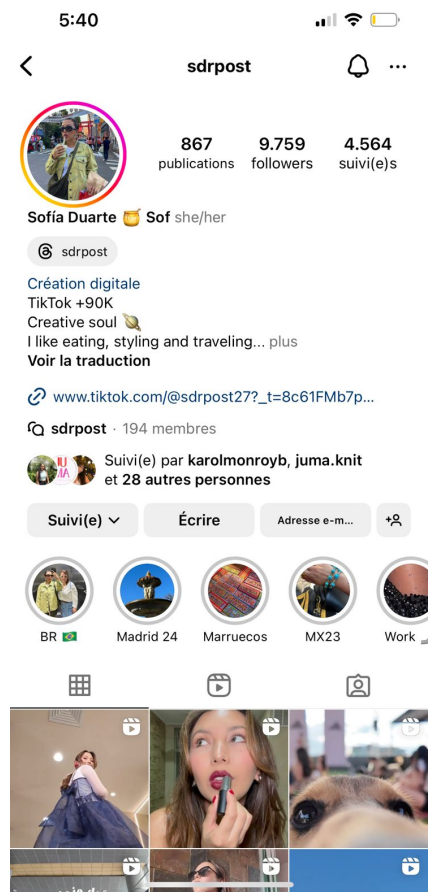 5:40
sdrpost
867 9.759 4.564
publications followers suivi(e)s
Sofía Duarte 🍯 Sof she/her
sdrpost
Création digitale
TikTok +90K
Creative soul 🪐
I like eating, styling and traveling... plus
Voir la traduction
www.tiktok.com/@sdrpost27?_t=8c61FMb7p...
sdrpost · 194 membres
Suivi(e) par karolmonroyb, juma.knit
et 28 autres personnes
Suivi(e) Écrire Adresse e-m...
BR 🇧🇷 Madrid 24 Marruecos MX23 Work